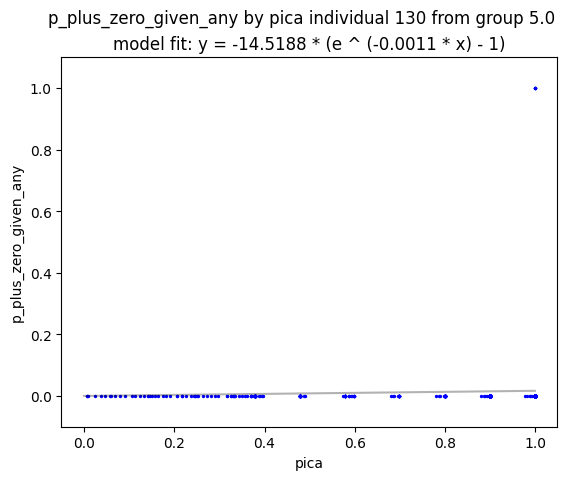 p_plus_zero_given_any by pica individual 130 from group 5.0
model fit: y = -14.5188 * (e ^ (-0.0011 * x) - 1)
1.0
0.8
0.6
0.4
0.2
0.0
p_plus_zero_given_any
0.0 0.2 0.4 0.6 0.8 1.0
pica